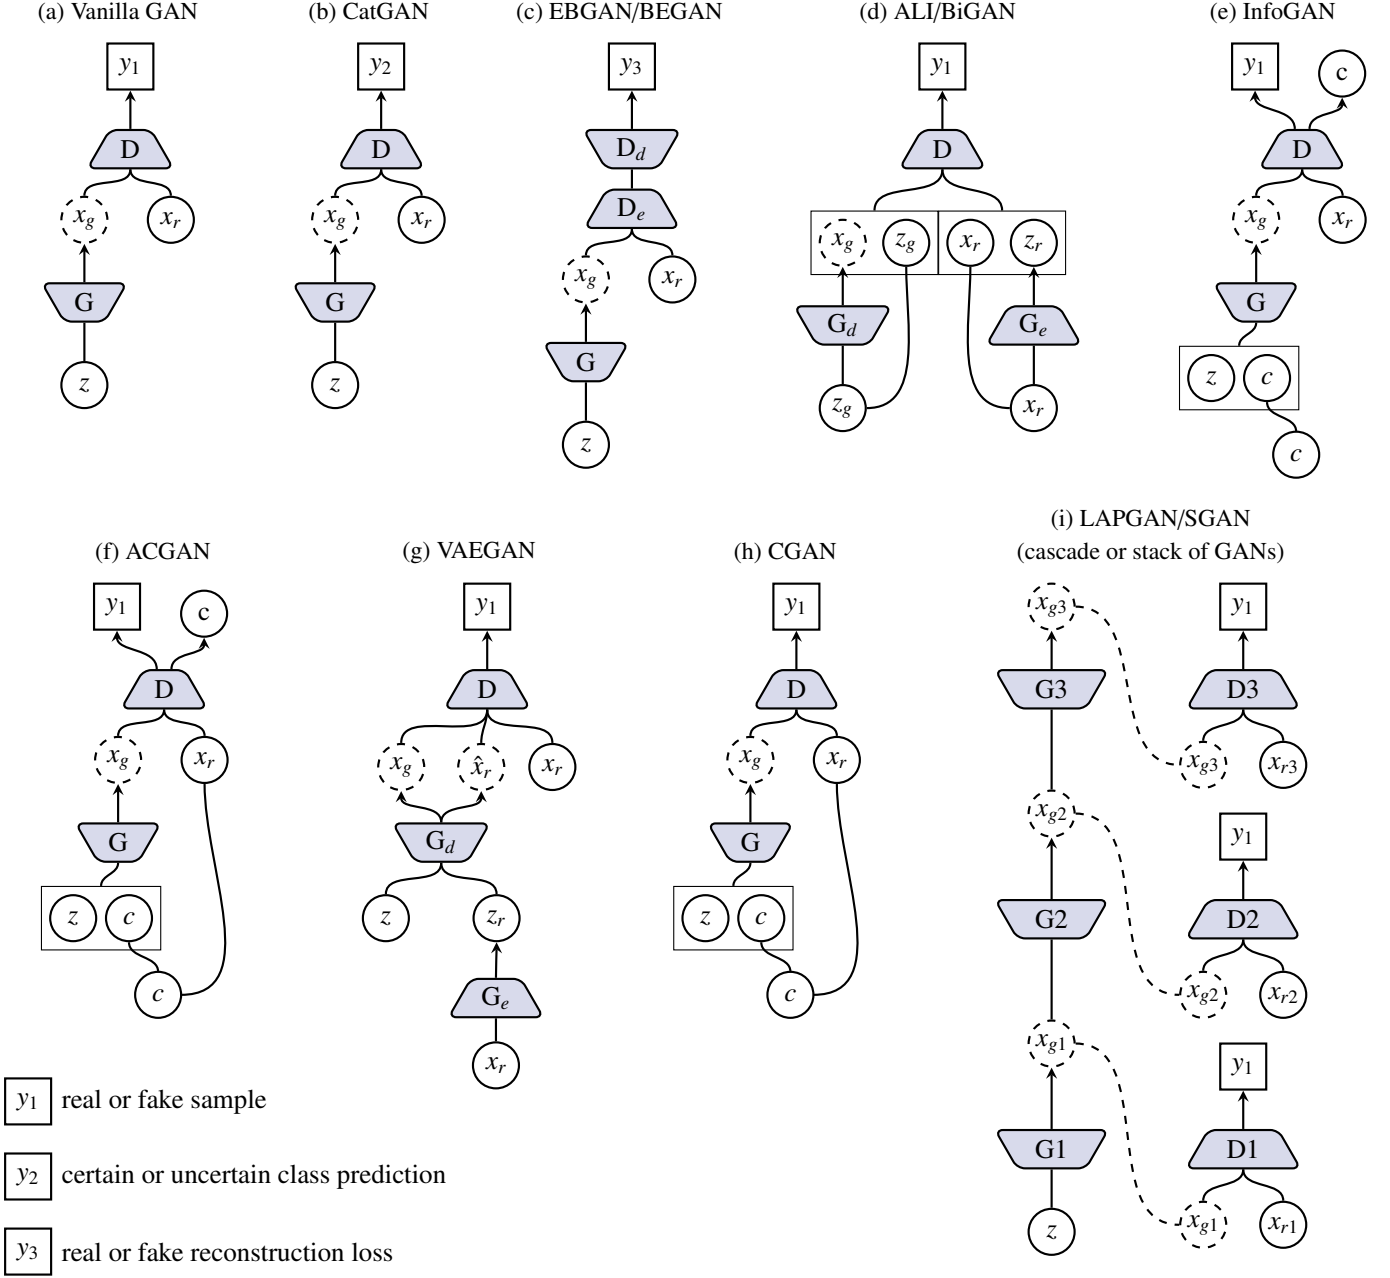 (a) Vanilla GAN
(b) CatGAN
(c) EBGAN/BEGAN
(d) ALI/BiGAN
(e) InfoGAN
y1
D
xg
xr
G
z
y2
D
xg
xr
G
z
y3
Dd
De
xg
xr
G
z
y1
D
xg
zg
xr
zr
Gd
Ge
zg
xr
y1
c
D
xg
xr
G
z
c
c
(f) ACGAN
(g) VAEGAN
(h) CGAN
(i) LAPGAN/SGAN
(cascade or stack of GANs)
y1
c
D
xg
xr
G
z
c
c
y1
D
xg
x̂r
xr
Gd
z
zr
Ge
xr
y1
D
xg
xr
G
z
c
c
xg3
y1
G3
D3
xg3
xr3
xg2
y1
G2
D2
xg2
xr2
xg1
y1
G1
D1
z
xg1
xr1
y1 real or fake sample
y2 certain or uncertain class prediction
y3 real or fake reconstruction loss